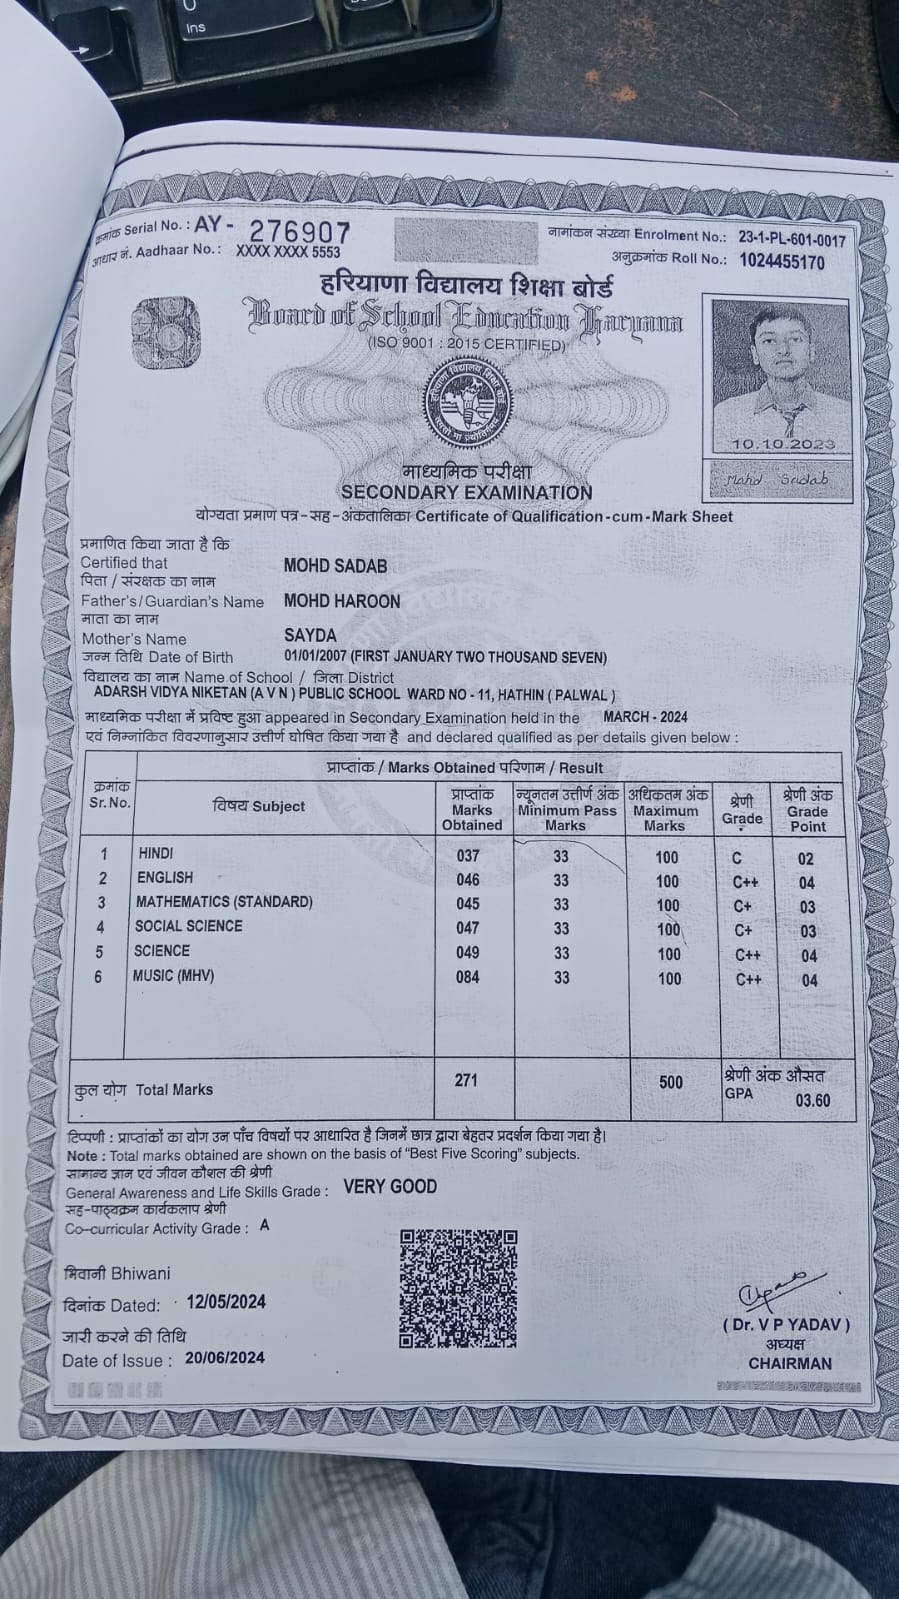 Ins
क्रमांक Serial No. : AY - 276907
नामांकन संख्या Enrolment No.: 23-1-PL-601-0017
आधार नं. Aadhaar No.: XXXX XXXX 5553
अनुक्रमांक Roll No.: 1024455170
हरियाणा विद्यालय शिक्षा बोर्ड
Board of School Education Haryana
(ISO 9001 : 2015 CERTIFIED)
10.10.2023
Mohd Sadab
माध्यमिक परीक्षा
SECONDARY EXAMINATION
योग्यता प्रमाण पत्र-सह-अंकतालिका Certificate of Qualification-cum-Mark Sheet
प्रमाणित किया जाता है कि
Certified that MOHD SADAB
पिता / संरक्षक का नाम
Father's/Guardian's Name MOHD HAROON
माता का नाम
Mother's Name SAYDA
जन्म तिथि Date of Birth 01/01/2007 (FIRST JANUARY TWO THOUSAND SEVEN)
विद्यालय का नाम Name of School / जिला District
ADARSH VIDYA NIKETAN (A V N ) PUBLIC SCHOOL WARD NO - 11, HATHIN ( PALWAL )
माध्यमिक परीक्षा में प्रविष्ट हुआ appeared in Secondary Examination held in the MARCH - 2024
एवं निम्नांकित विवरणानुसार उत्तीर्ण घोषित किया गया है and declared qualified as per details given below :
प्राप्तांक / Marks Obtained परिणाम / Result
क्रमांक Sr. No. विषय Subject प्राप्तांक Marks Obtained न्यूनतम उत्तीर्ण अंक Minimum Pass Marks अधिकतम अंक Maximum Marks श्रेणी Grade श्रेणी अंक Grade Point
1 HINDI 037 33 100 C 02
2 ENGLISH 046 33 100 C++ 04
3 MATHEMATICS (STANDARD) 045 33 100 C+ 03
4 SOCIAL SCIENCE 047 33 100 C+ 03
5 SCIENCE 049 33 100 C++ 04
6 MUSIC (MHV) 084 33 100 C++ 04
कुल योग Total Marks 271 500 श्रेणी अंक औसत
GPA 03.60
टिप्पणी : प्राप्तांकों का योग उन पाँच विषयों पर आधारित है जिनमें छात्र द्वारा बेहतर प्रदर्शन किया गया है।
Note : Total marks obtained are shown on the basis of "Best Five Scoring" subjects.
सामान्य ज्ञान एवं जीवन कौशल की श्रेणी
General Awareness and Life Skills Grade : VERY GOOD
सह-पाठ्यक्रम कार्यकलाप श्रेणी
Co-curricular Activity Grade : A
भिवानी Bhiwani
दिनांक Dated: 12/05/2024
( Dr. V P YADAV )
जारी करने की तिथि
अध्यक्ष
Date of Issue : 20/06/2024
CHAIRMAN